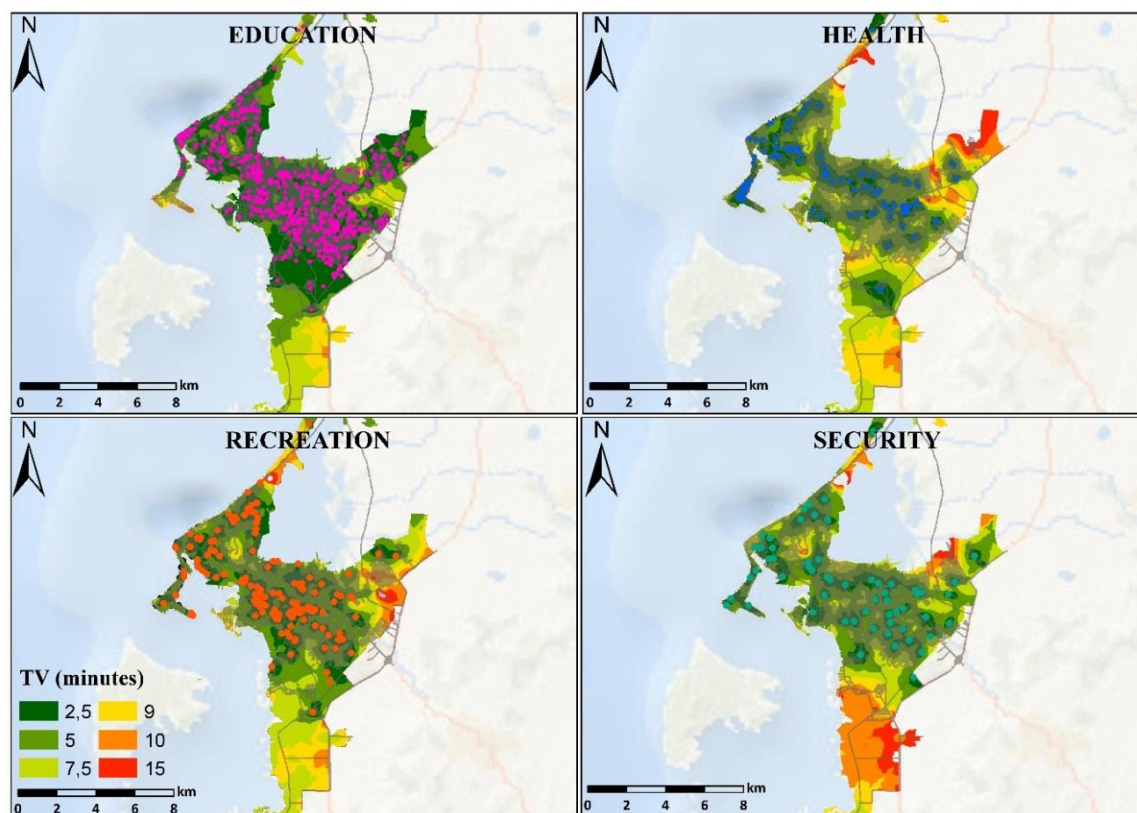 N
EDUCATION
0 2 4 6 8 km
N
HEALTH
0 2 4 6 8 km
N
RECREATION
TV (minutes)
2,5 9
5 10
7,5 15
0 2 4 6 8 km
N
SECURITY
0 2 4 6 8 km